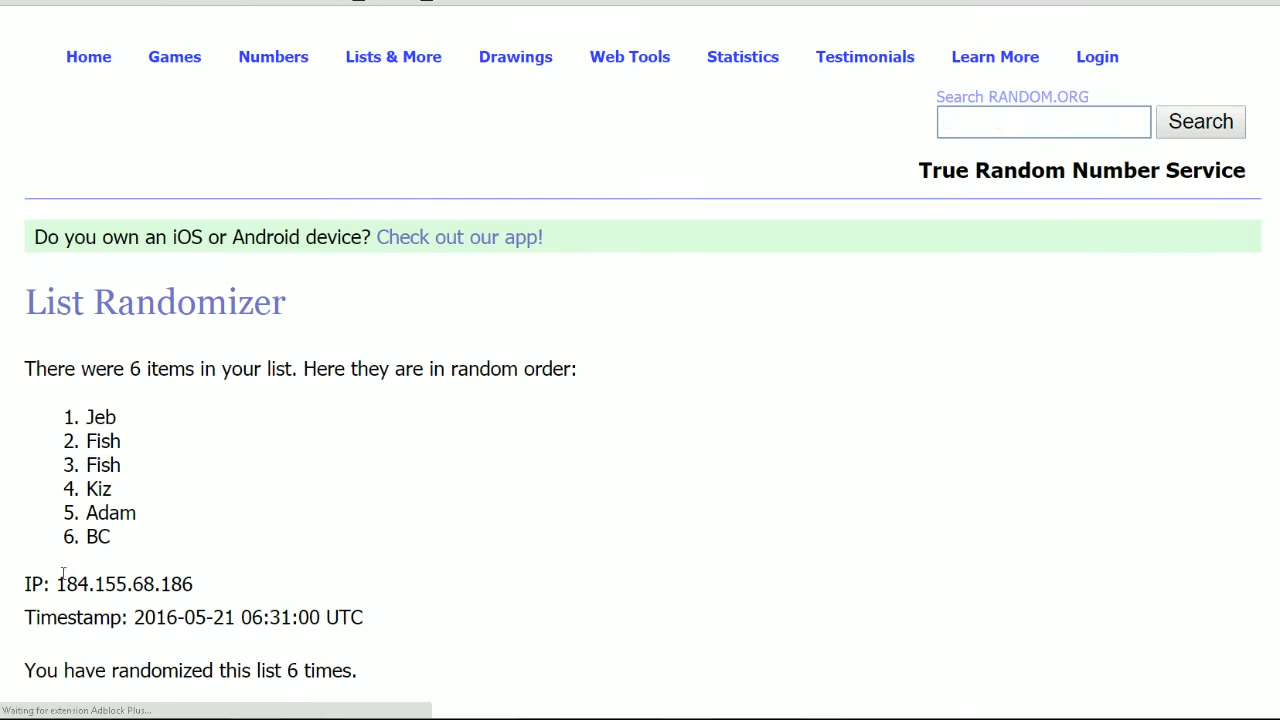 Home Games Numbers Lists & More Drawings Web Tools Statistics Testimonials Learn More Login
Search RANDOM.ORG
Search
True Random Number Service
Do you own an iOS or Android device? Check out our app!
List Randomizer
There were 6 items in your list. Here they are in random order:
1. Jeb
2. Fish
3. Fish
4. Kiz
5. Adam
6. BC
IP: 184.155.68.186
Timestamp: 2016-05-21 06:31:00 UTC
You have randomized this list 6 times.
Waiting for extension Adblock Plus...